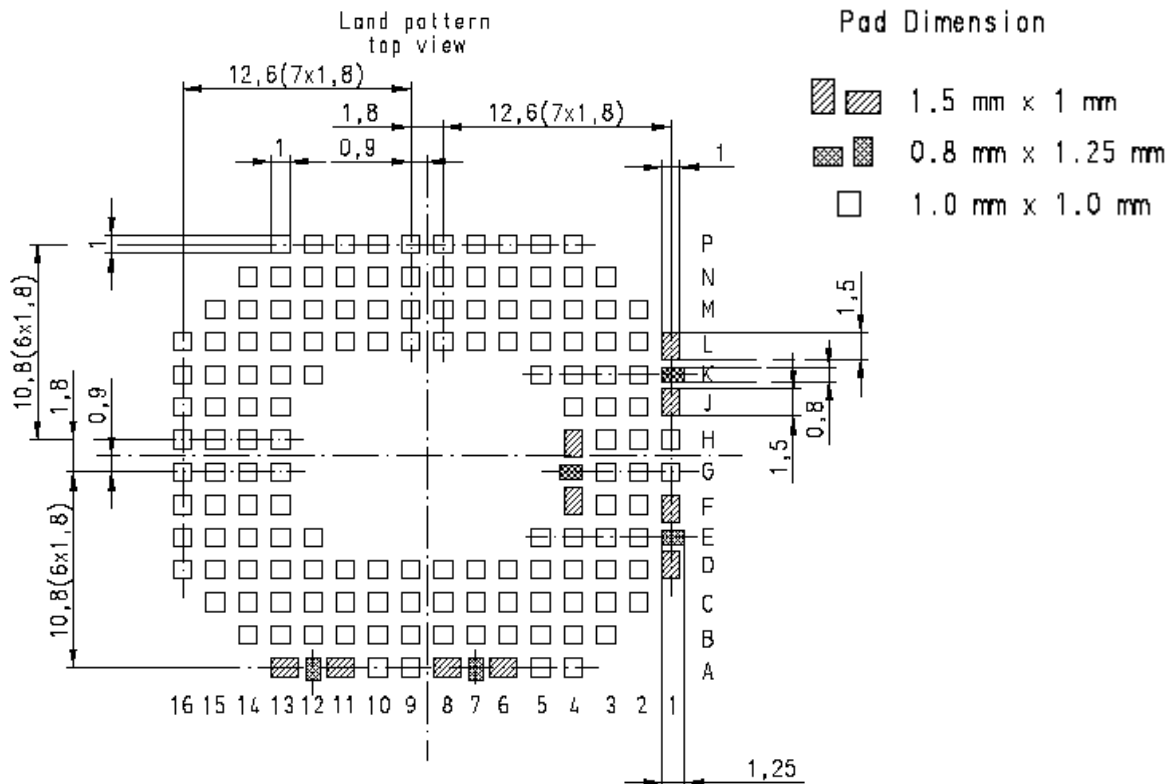 Land pattern
top view
Pad Dimension
1.5 mm x 1 mm
0.8 mm x 1.25 mm
1.0 mm x 1.0 mm
12,6(7x1,8)
1,8
12,6(7x1,8)
1
0,9
1
1
P
N
M
1,5
L
K
J
0,8
H
1,5
G
F
E
D
C
B
A
10,8(6x1,8)
1,8
0,9
10,8(6x1,8)
16 15 14 13 12 11 10 9 8 7 6 5 4 3 2 1
1,25